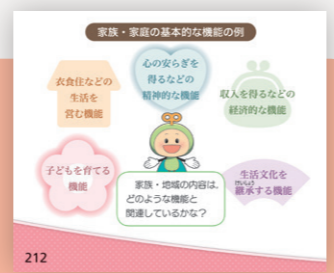 家族・家庭の基本的な機能の例
心の安らぎを
得るなどの
精神的な機能
衣食住などの
生活を
営む機能
収入を得るなどの
経済的な機能
子どもを育てる
機能
家族・地域の内容は、
どのような機能と
関連しているかな?
生活文化を
けいしょう
継承する機能
212